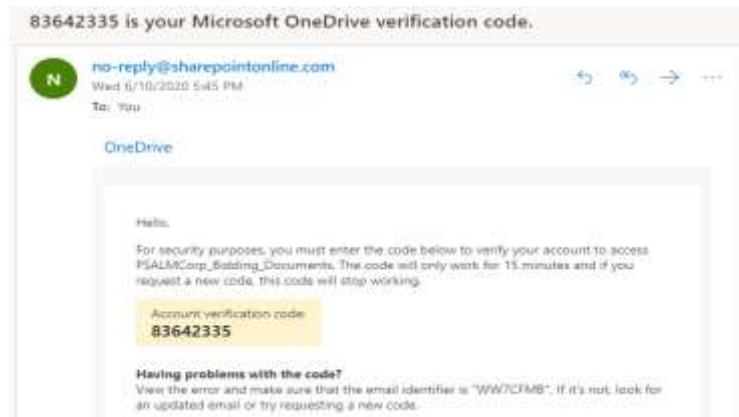 83642335 is your Microsoft OneDrive verification code.
N
no-reply@sharepointonline.com
Wed 6/10/2020 5:45 PM
To: You
OneDrive
Hello,
For security purposes, you must enter the code below to verify your account to access
PSALMCorp_Bidding_Documents. The code will only work for 15 minutes and if you
request a new code, this code will stop working.
Account verification code:
83642335
Having problems with the code?
View the error and make sure that the email identifier is "WW7CFMB". If it's not, look for
an updated email or try requesting a new code.